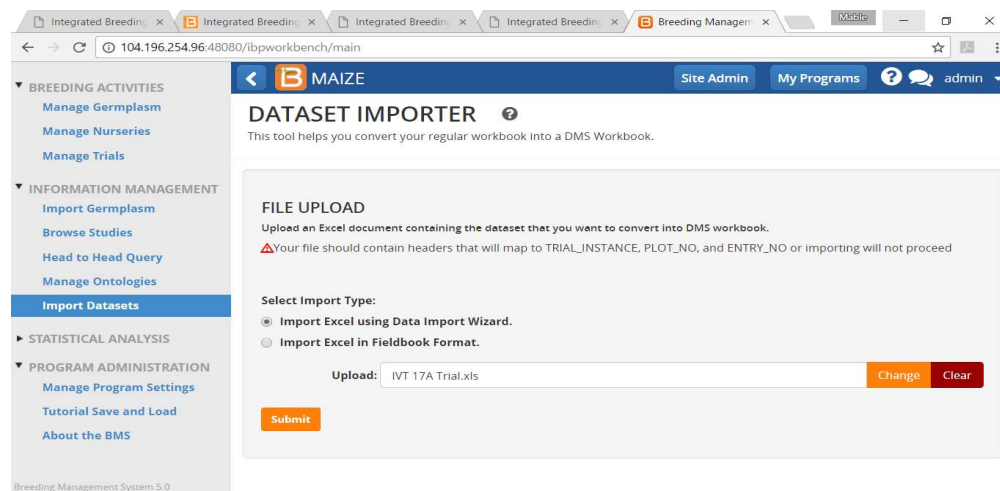 Integrated Breeding
Integrated Breeding
Integrated Breeding
Integrated Breeding
Breeding Managem
Mable
104.196.254.96:48080/ibpworkbench/main
MAIZE
Site Admin
My Programs
admin
BREEDING ACTIVITIES
Manage Germplasm
Manage Nurseries
Manage Trials
INFORMATION MANAGEMENT
Import Germplasm
Browse Studies
Head to Head Query
Manage Ontologies
Import Datasets
STATISTICAL ANALYSIS
PROGRAM ADMINISTRATION
Manage Program Settings
Tutorial Save and Load
About the BMS
Breeding Management System 5.0
DATASET IMPORTER
This tool helps you convert your regular workbook into a DMS Workbook.
FILE UPLOAD
Upload an Excel document containing the dataset that you want to convert into DMS workbook.
Your file should contain headers that will map to TRIAL_INSTANCE, PLOT_NO, and ENTRY_NO or importing will not proceed
Select Import Type:
Import Excel using Data Import Wizard.
Import Excel in Fieldbook Format.
Upload: IVT 17A Trial.xls Change Clear
Submit